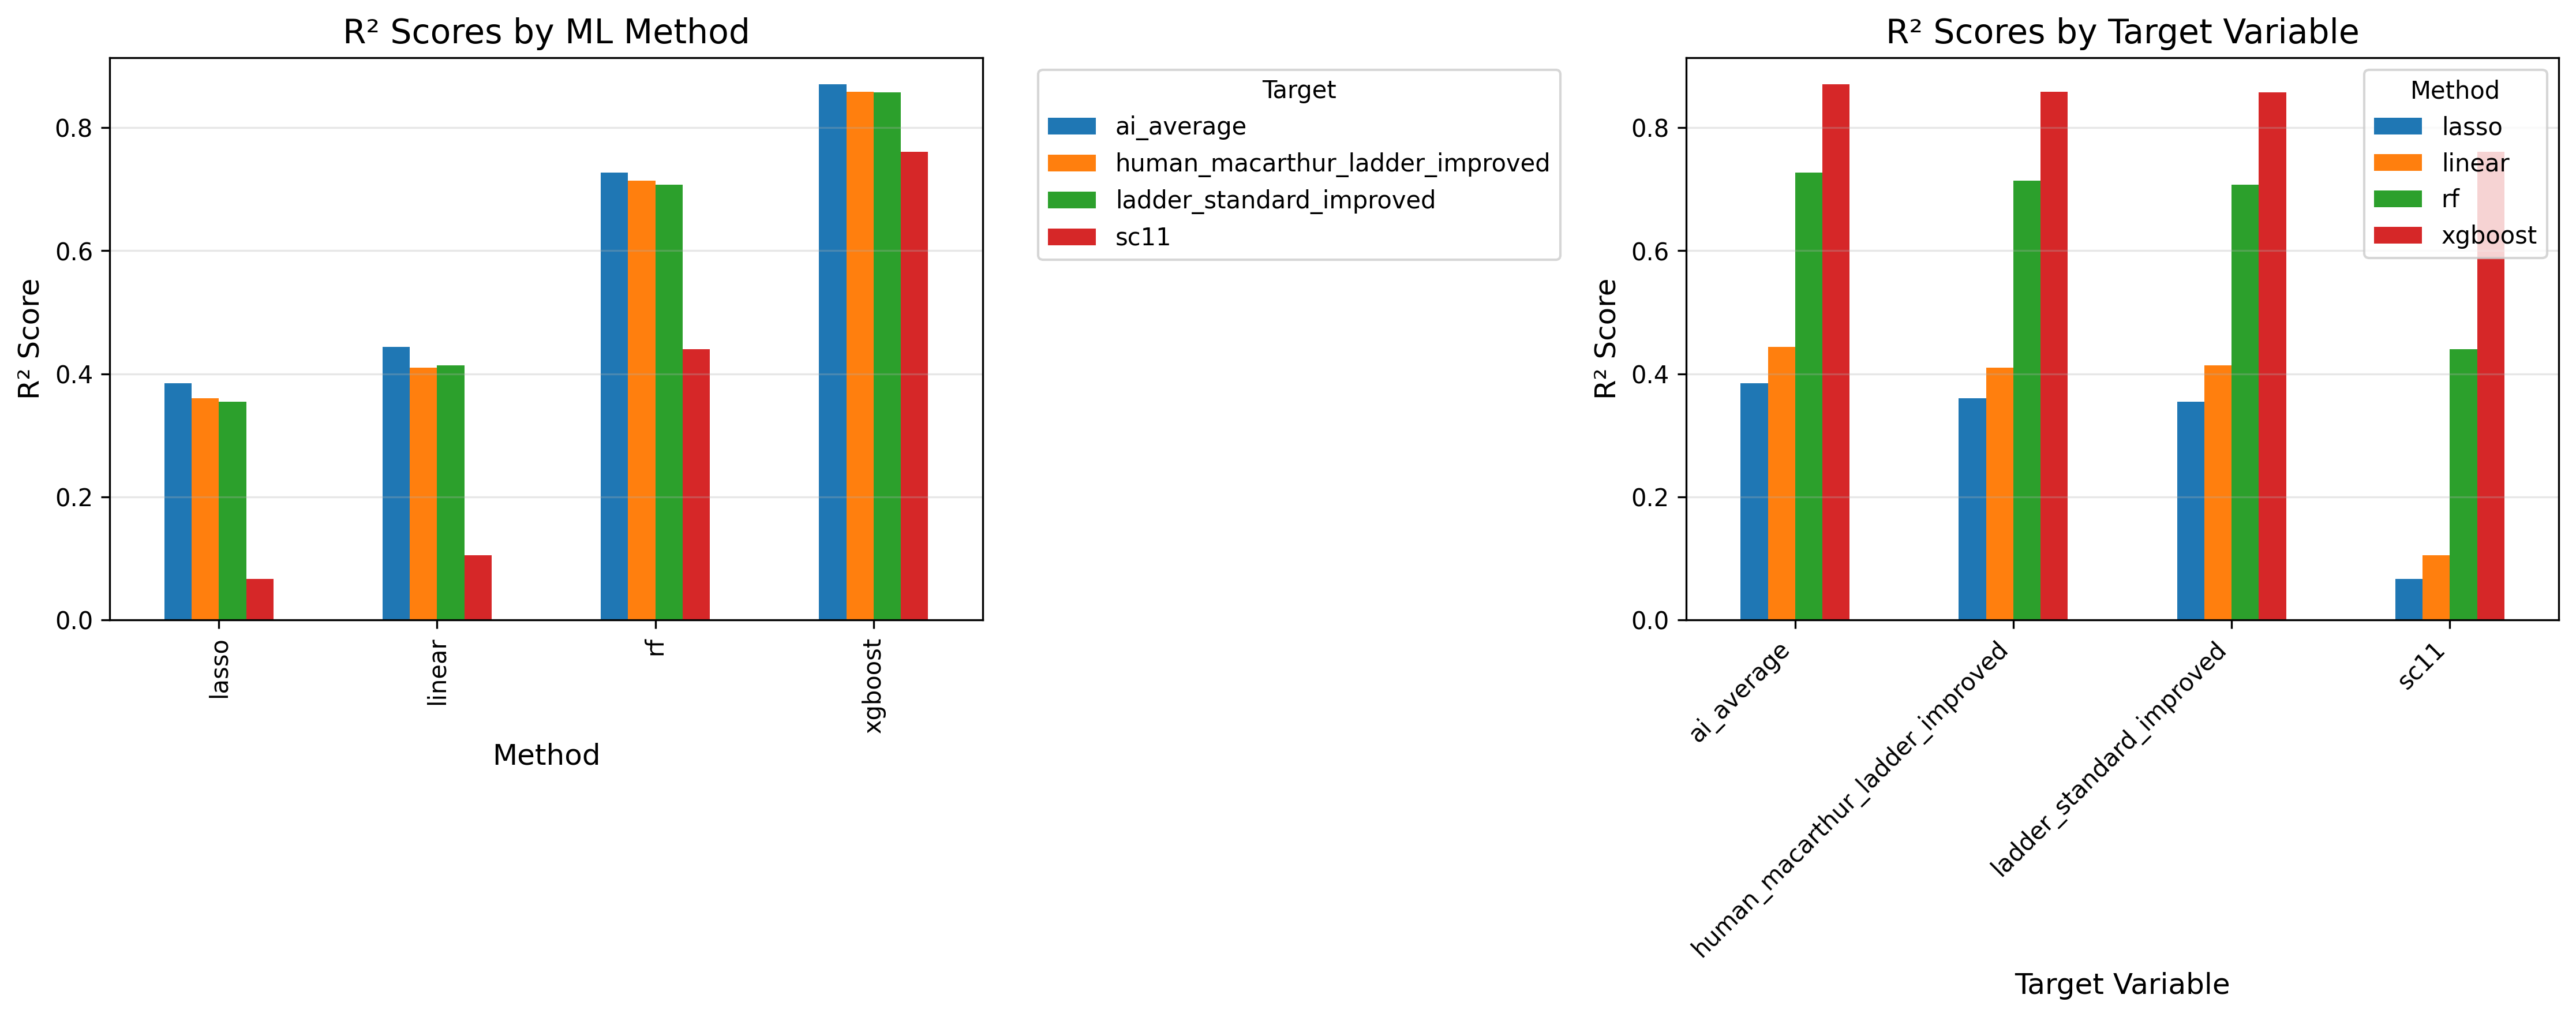 R² Scores by ML Method
R² Score
0.8
0.6
0.4
0.2
0.0
lasso
linear
rf
xgboost
Method
Target
ai_average
human_macarthur_ladder_improved
ladder_standard_improved
sc11
R² Scores by Target Variable
R² Score
0.8
0.6
0.4
0.2
0.0
Method
lasso
linear
rf
xgboost
ai_average
human_macarthur_ladder_improved
ladder_standard_improved
sc11
Target Variable